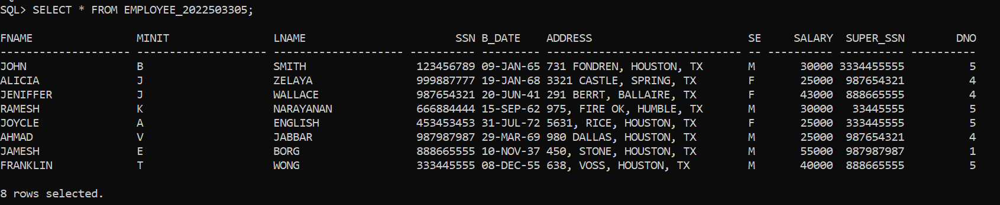 SQL> SELECT * FROM EMPLOYEE_2022503305;
FNAME                MINIT                LNAME                       SSN B_DATE    ADDRESS                        SE     SALARY  SUPER_SSN        DNO
-------------------- -------------------- -------------------- ---------- --------- ------------------------------ -- ---------- ---------- ----------
JOHN                 B                    SMITH                 123456789 09-JAN-65 731 FONDREN, HOUSTON, TX       M       30000 3334455555          5
ALICIA               J                    ZELAYA                999887777 19-JAN-68 3321 CASTLE, SPRING, TX        F       25000  987654321          4
JENIFFER             J                    WALLACE               987654321 20-JUN-41 291 BERRT, BALLAIRE, TX        F       43000  888665555          4
RAMESH               K                    NARAYANAN             666884444 15-SEP-62 975, FIRE OK, HUMBLE, TX       M       30000   33445555          5
JOYCLE               A                    ENGLISH               453453453 31-JUL-72 5631, RICE, HOUSTON, TX        F       25000  333445555          5
AHMAD                V                    JABBAR                987987987 29-MAR-69 980 DALLAS, HOUSTON, TX        M       25000  987654321          4
JAMESH               E                    BORG                  888665555 10-NOV-37 450, STONE, HOUSTON, TX        M       55000  987987987          1
FRANKLIN             T                    WONG                  333445555 08-DEC-55 638, VOSS, HOUSTON, TX         M       40000  888665555          5
8 rows selected.